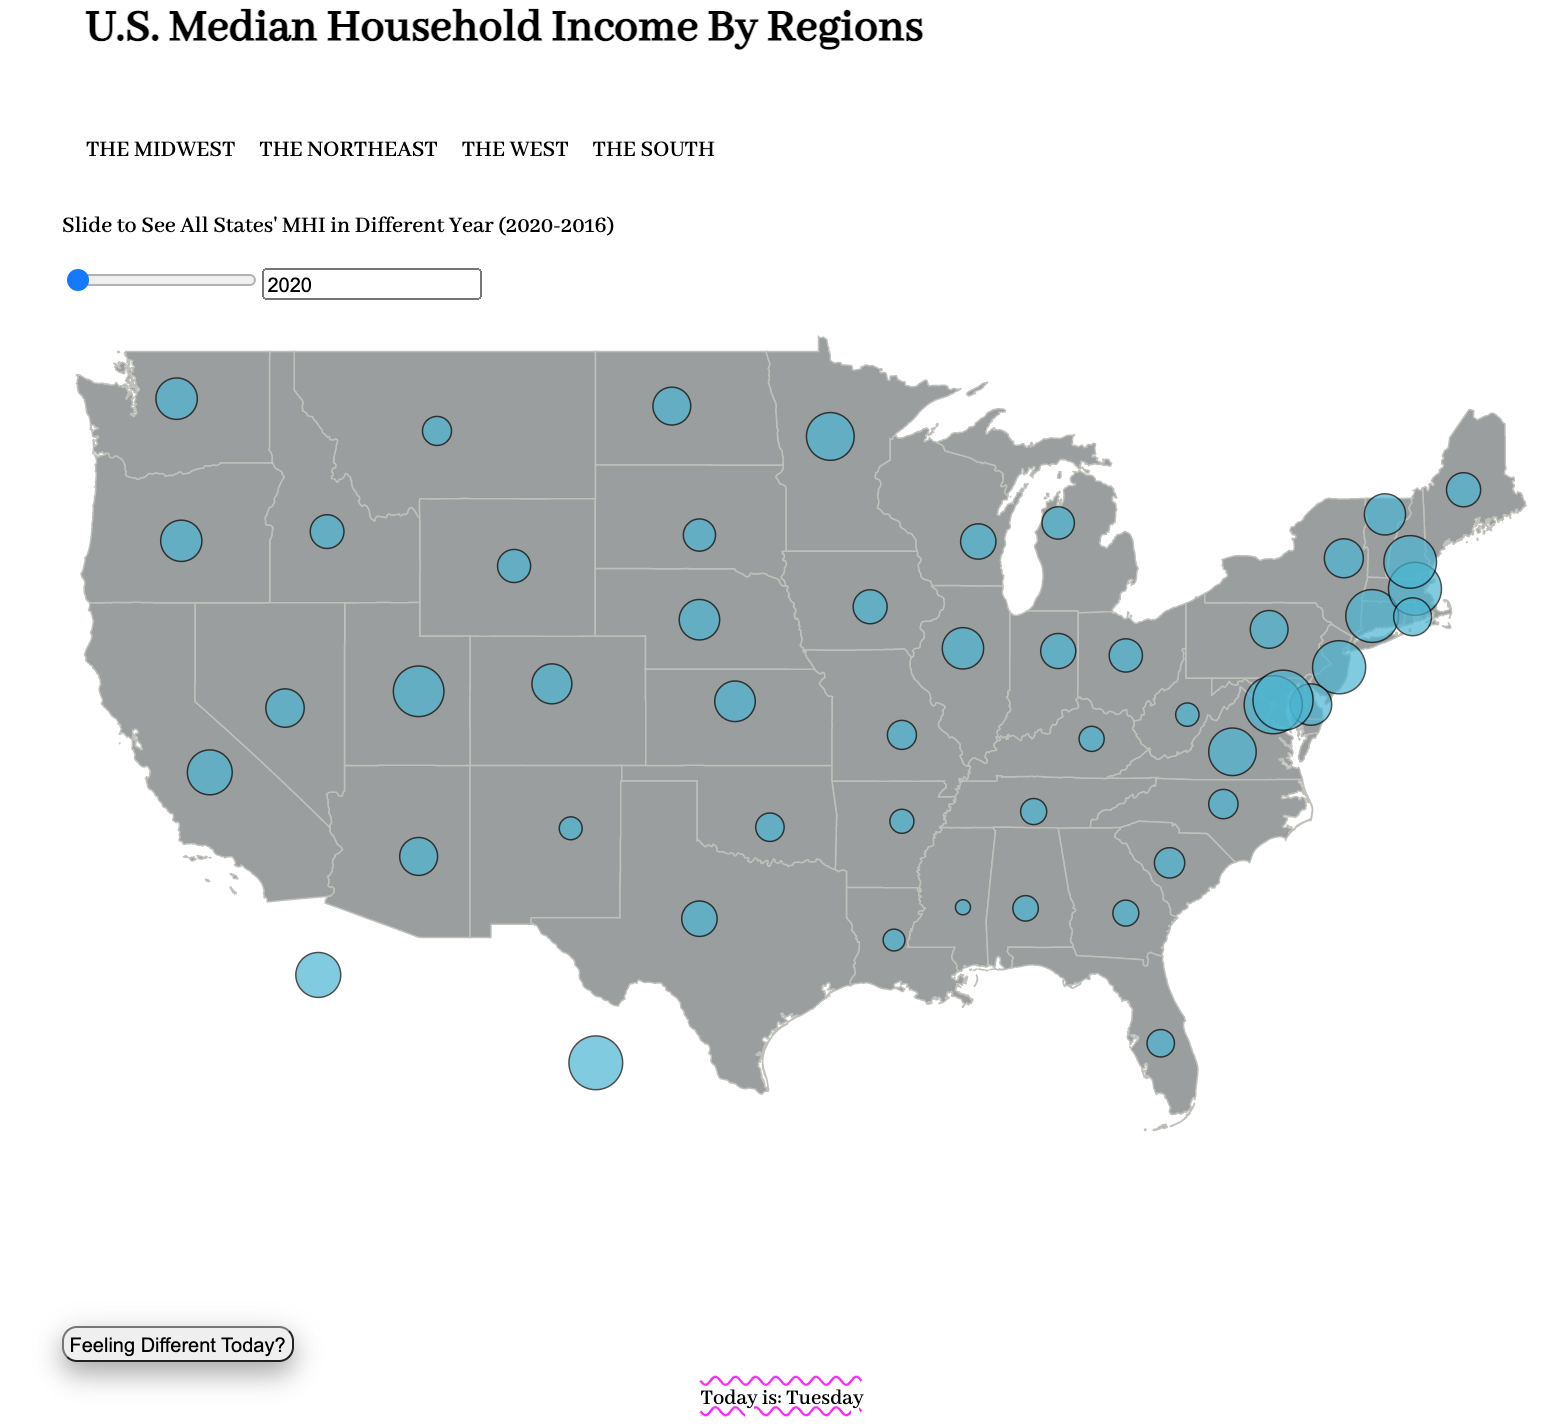 U.S. Median Household Income By Regions
THE MIDWEST THE NORTHEAST THE WEST THE SOUTH
Slide to See All States' MHI in Different Year (2020-2016)
2020
Feeling Different Today?
Today is: Tuesday